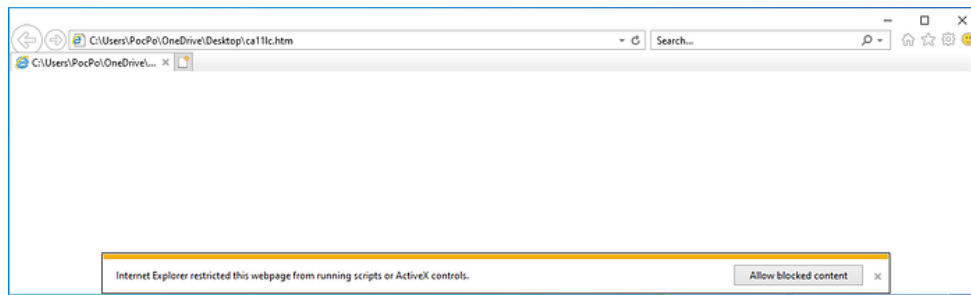 C:\Users\PocPo\OneDrive\Desktop\ca11lc.htm
Search...
C:\Users\PocPo\OneDrive\...
Internet Explorer restricted this webpage from running scripts or ActiveX controls.
Allow blocked content